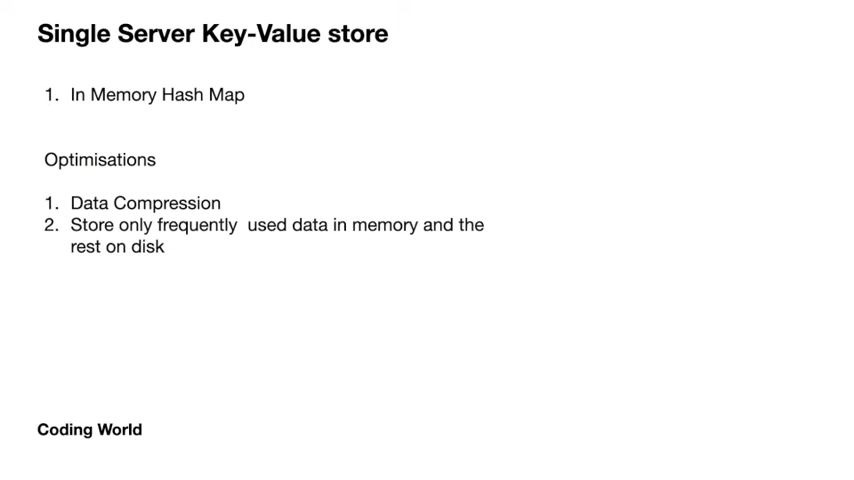 Single Server Key-Value store
1. In Memory Hash Map
Optimisations
1. Data Compression
2. Store only frequently  used data in memory and the
rest on disk
Coding World